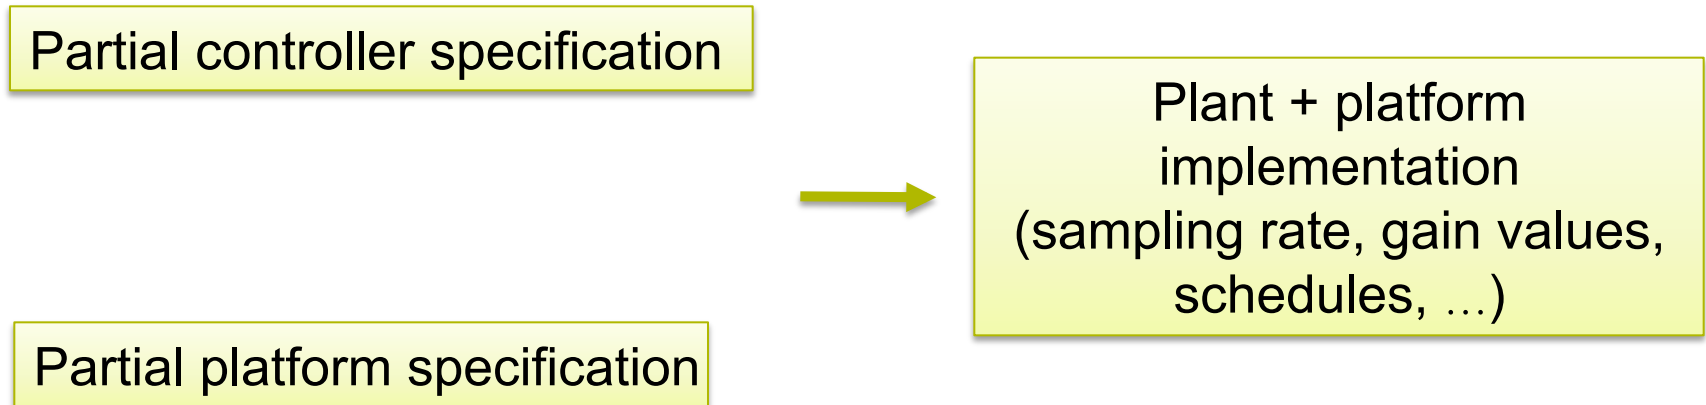 Partial controller specification
Plant + platform
implementation
(sampling rate, gain values,
schedules, …)
Partial platform specification